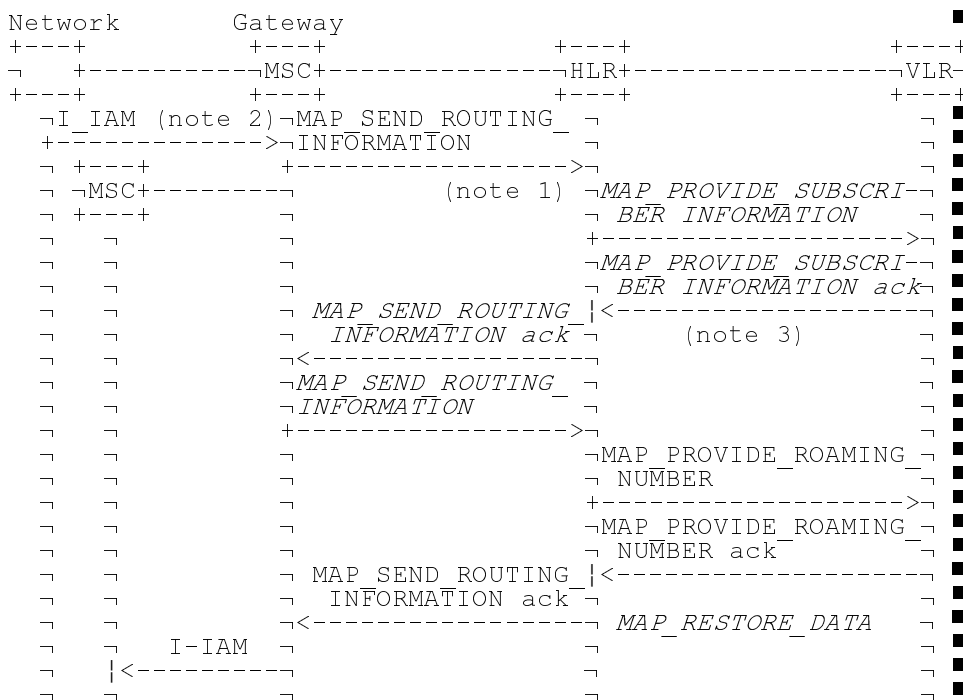 Network Gateway
MSC HLR VLR
I_IAM (note 2) MAP_SEND_ROUTING_
INFORMATION
MSC (note 1) MAP_PROVIDE_SUBSCRI-
BER INFORMATION
MAP_PROVIDE_SUBSCRI-
BER INFORMATION ack
MAP_SEND_ROUTING_
INFORMATION ack (note 3)
MAP_SEND_ROUTING_
INFORMATION
MAP_PROVIDE_ROAMING_
NUMBER
MAP_PROVIDE_ROAMING_
NUMBER ack
MAP_SEND_ROUTING_
INFORMATION ack
MAP_RESTORE_DATA
I-IAM